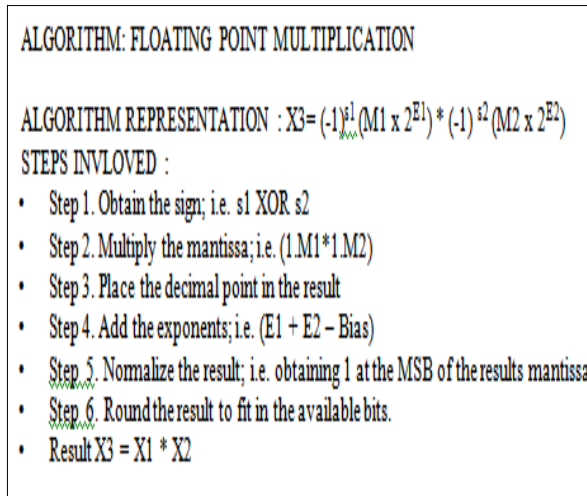 ALGORITHM: FLOATING POINT MULTIPLICATION
ALGORITHM REPRESENTATION : X3= (-1)^s1 (M1 x 2^E1) * (-1) ^s2 (M2 x 2^E2)
STEPS INVLOVED :
• Step 1. Obtain the sign; i.e. s1 XOR s2
• Step 2. Multiply the mantissa; i.e. (1.M1*1.M2)
• Step 3. Place the decimal point in the result
• Step 4. Add the exponents; i.e. (E1 + E2 – Bias)
• Step 5. Normalize the result; i.e. obtaining 1 at the MSB of the results mantissa
• Step 6. Round the result to fit in the available bits.
• Result X3 = X1 * X2